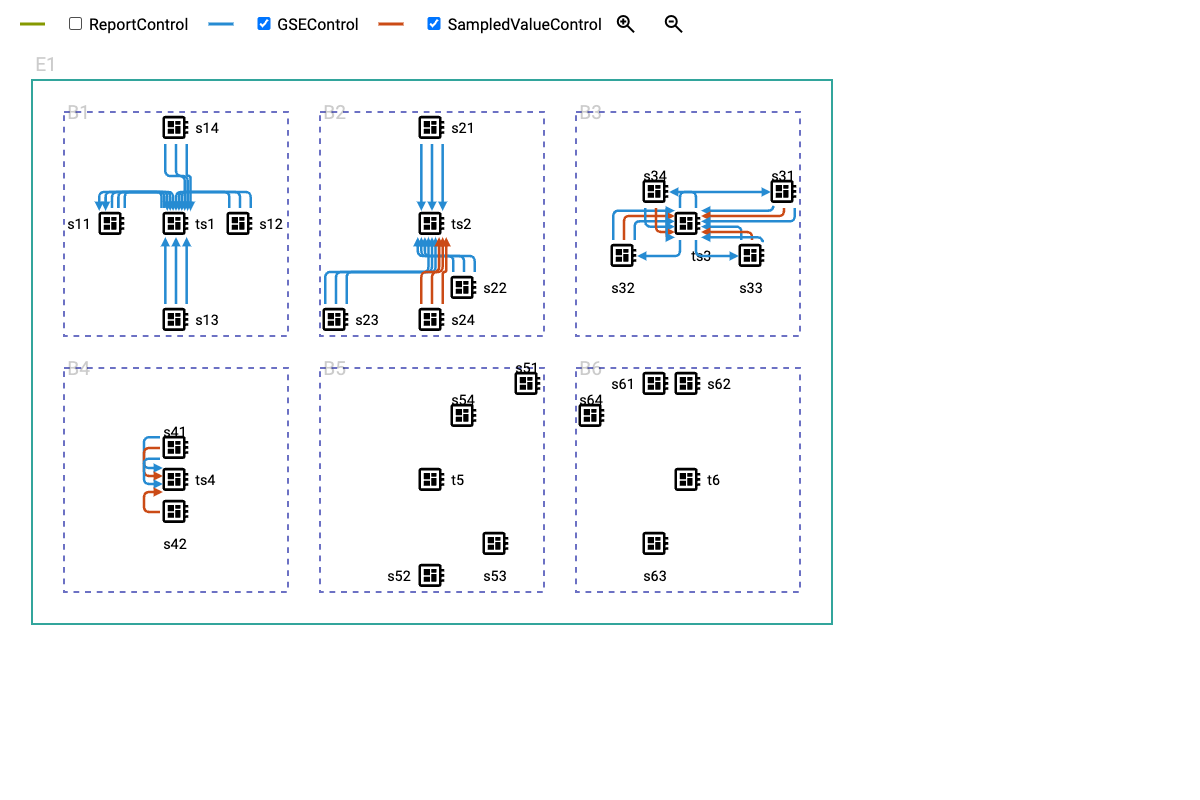 ReportControl GSEControl SampledValueControl
E1
B1 B2 B3
s14 s21
s34 s31
s11 ts1 s12 ts2
ts3
s22 s32 s33
s13 s23 s24
B4 B5 B6
s51
s61 s62
s54 s64
s41
ts4 t5 t6
s42
s52 s53 s63